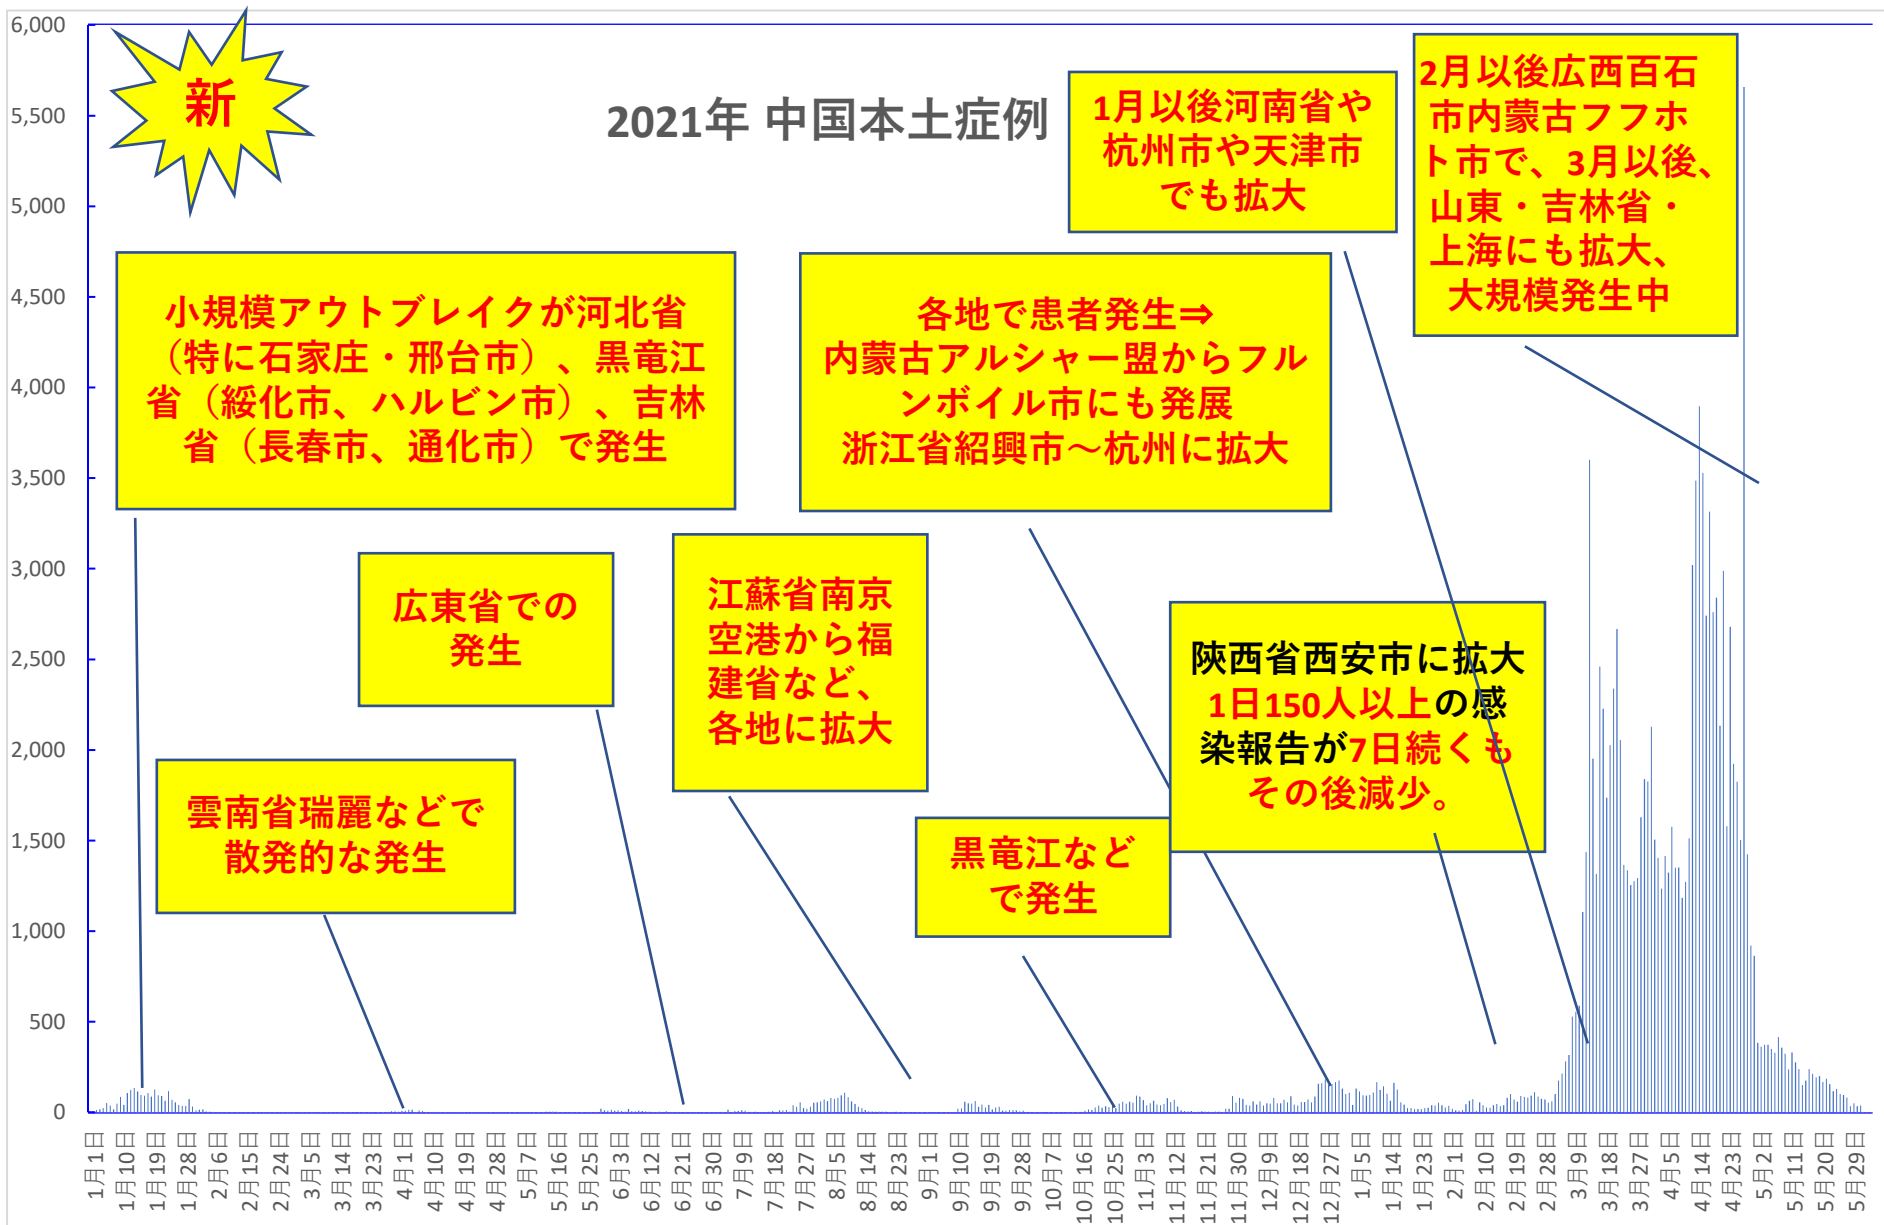 新
2021年 中国本土症例
1月以後河南省や
杭州市や天津市
でも拡大
2月以後広西百石
市内蒙古フフホ
ト市で、3月以後、
山東・吉林省・
上海にも拡大、
大規模発生中
小規模アウトブレイクが河北省
（特に石家庄・邢台市）、黒竜江
省（綏化市、ハルビン市）、吉林
省（長春市、通化市）で発生
各地で患者発生⇒
内蒙古アルシャー盟からフル
ンボイル市にも発展
浙江省紹興市～杭州に拡大
広東省での
発生
江蘇省南京
空港から福
建省など、
各地に拡大
陝西省西安市に拡大
1日150人以上の感
染報告が7日続くも
その後減少。
雲南省瑞麗などで
散発的な発生
黒竜江など
で発生
6,000
5,500
5,000
4,500
4,000
3,500
3,000
2,500
2,000
1,500
1,000
500
0
1月1日
1月10日
1月19日
1月28日
2月6日
2月15日
2月24日
3月5日
3月14日
3月23日
4月1日
4月10日
4月19日
4月28日
5月7日
5月16日
5月25日
6月3日
6月12日
6月21日
6月30日
7月9日
7月18日
7月27日
8月5日
8月14日
8月23日
9月1日
9月10日
9月19日
9月28日
10月7日
10月16日
10月25日
11月3日
11月12日
11月21日
11月30日
12月9日
12月18日
12月27日
1月5日
1月14日
1月23日
2月1日
2月10日
2月19日
2月28日
3月9日
3月18日
3月27日
4月5日
4月14日
4月23日
5月2日
5月11日
5月20日
5月29日